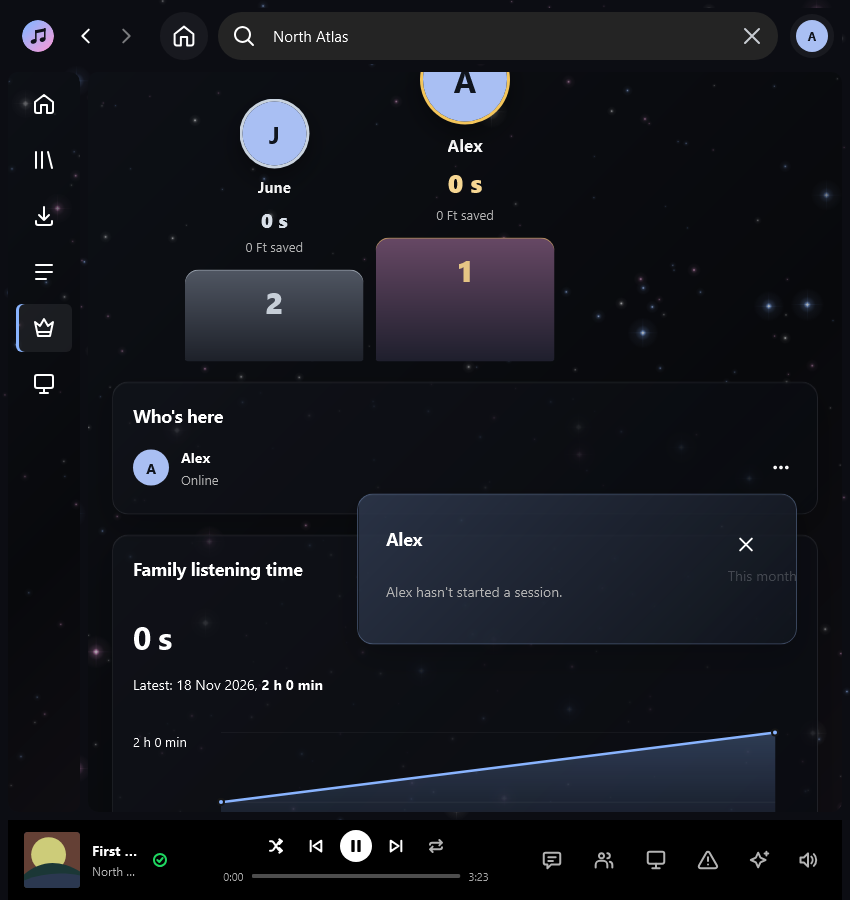 North Atlas
A
A
J
Alex
June
0 s
0 s
0 Ft saved
0 Ft saved
1
2
Who's here
A
Alex
Online
Alex
Family listening time
This month
Alex hasn't started a session.
0 s
Latest: 18 Nov 2026, 2 h 0 min
2 h 0 min
First ...
North ...
0:00
3:23